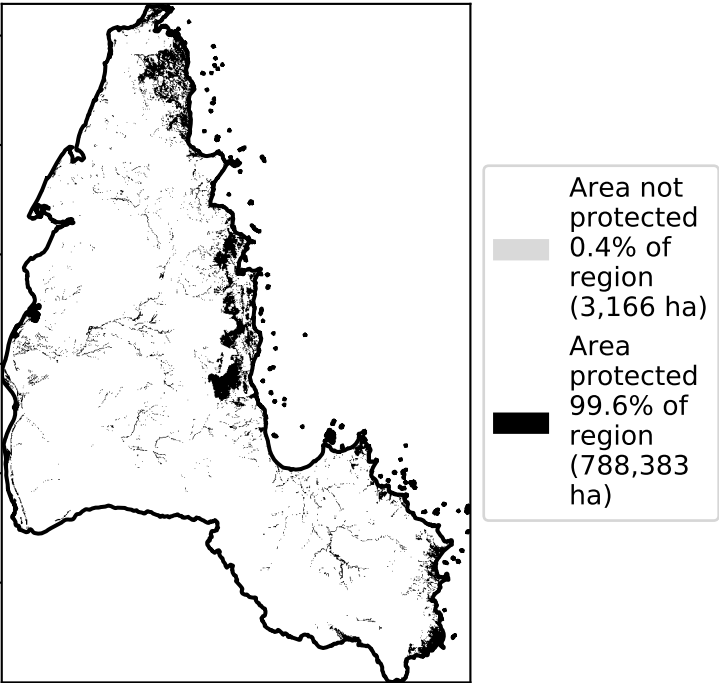 Area not
protected
0.4% of
region
(3,166 ha)
Area
protected
99.6% of
region
(788,383
ha)